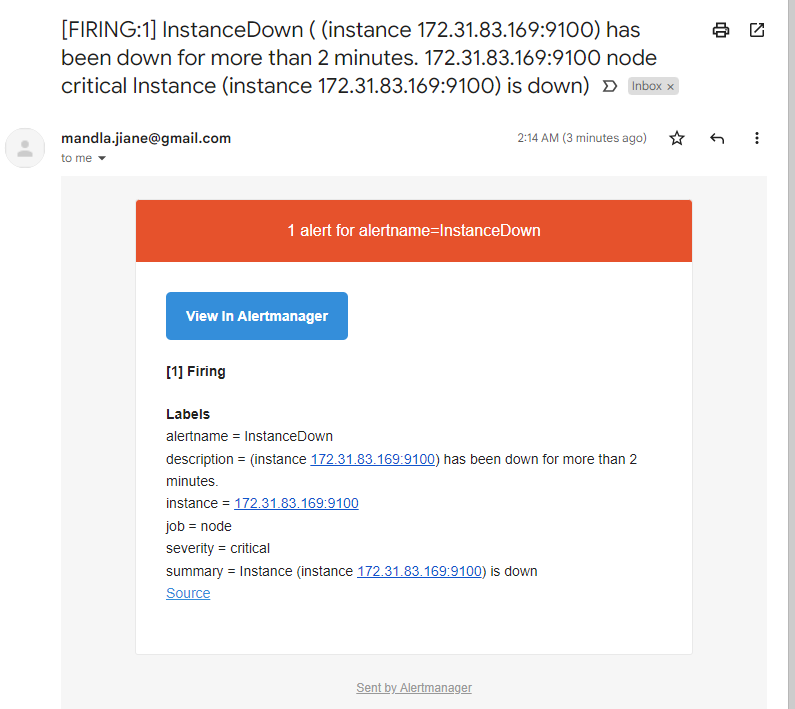 [FIRING:1] InstanceDown ( (instance 172.31.83.169:9100) has
been down for more than 2 minutes. 172.31.83.169:9100 node
critical Instance (instance 172.31.83.169:9100) is down)
Inbox ×
mandla.jiane@gmail.com
2:14 AM (3 minutes ago)
to me
1 alert for alertname=InstanceDown
View In Alertmanager
[1] Firing
Labels
alertname = InstanceDown
description = (instance 172.31.83.169:9100) has been down for more than 2
minutes.
instance = 172.31.83.169:9100
job = node
severity = critical
summary = Instance (instance 172.31.83.169:9100) is down
Source
Sent by Alertmanager